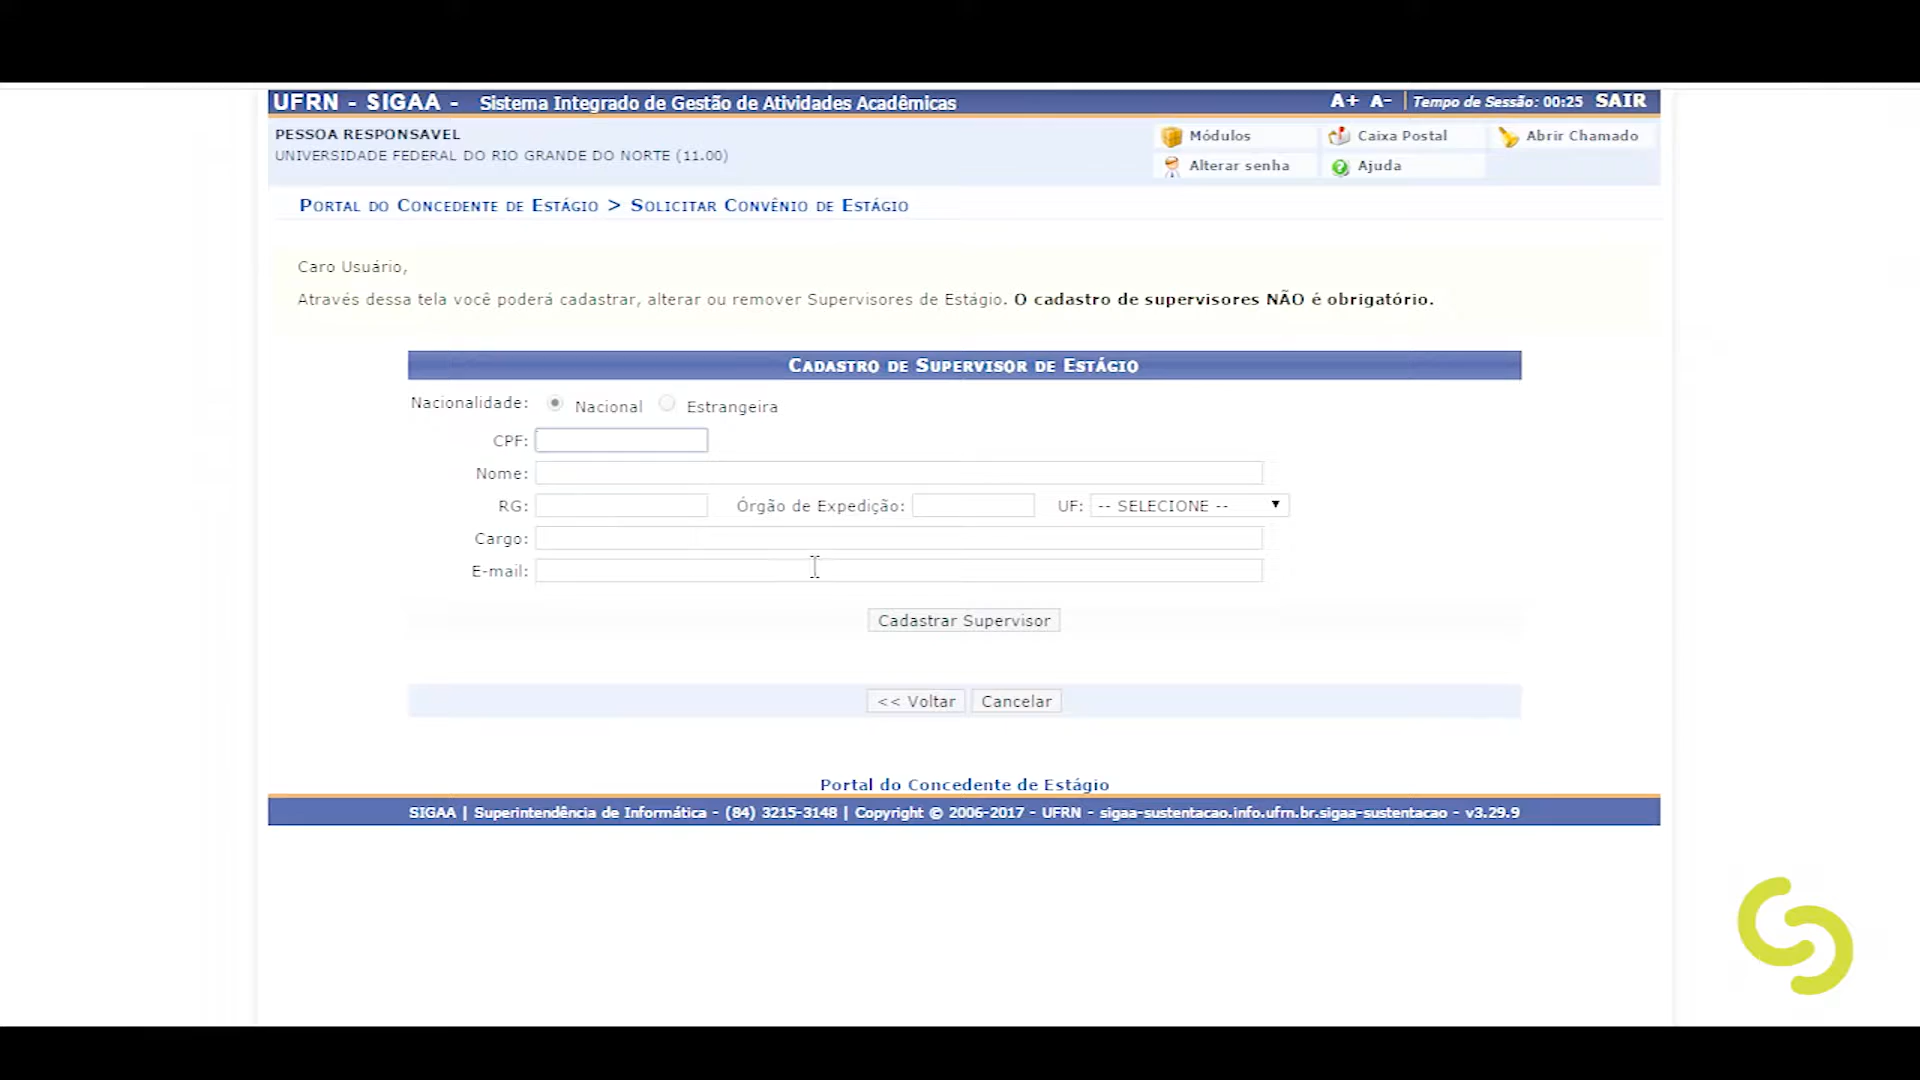 UFRN - SIGAA - Sistema Integrado de Gestão de Atividades Acadêmicas A+ A- Tempo de Sessão: 00:25 SAIR
PESSOA RESPONSAVEL
UNIVERSIDADE FEDERAL DO RIO GRANDE DO NORTE (11.00)
Módulos Caixa Postal Abrir Chamado
Alterar senha Ajuda
PORTAL DO CONCEDENTE DE ESTÁGIO > SOLICITAR CONVÊNIO DE ESTÁGIO
Caro Usuário,
Através dessa tela você poderá cadastrar, alterar ou remover Supervisores de Estágio. O cadastro de supervisores NÃO é obrigatório.
CADASTRO DE SUPERVISOR DE ESTÁGIO
Nacionalidade: Nacional Estrangeira
CPF:
Nome:
RG: Órgão de Expedição: UF: -- SELECIONE --
Cargo:
E-mail:
Cadastrar Supervisor
<< Voltar Cancelar
Portal do Concedente de Estágio
SIGAA | Superintendência de Informática - (84) 3215-3148 | Copyright © 2006-2017 - UFRN - sigaa-sustentacao.info.ufrn.br.sigaa-sustentacao - v3.29.9